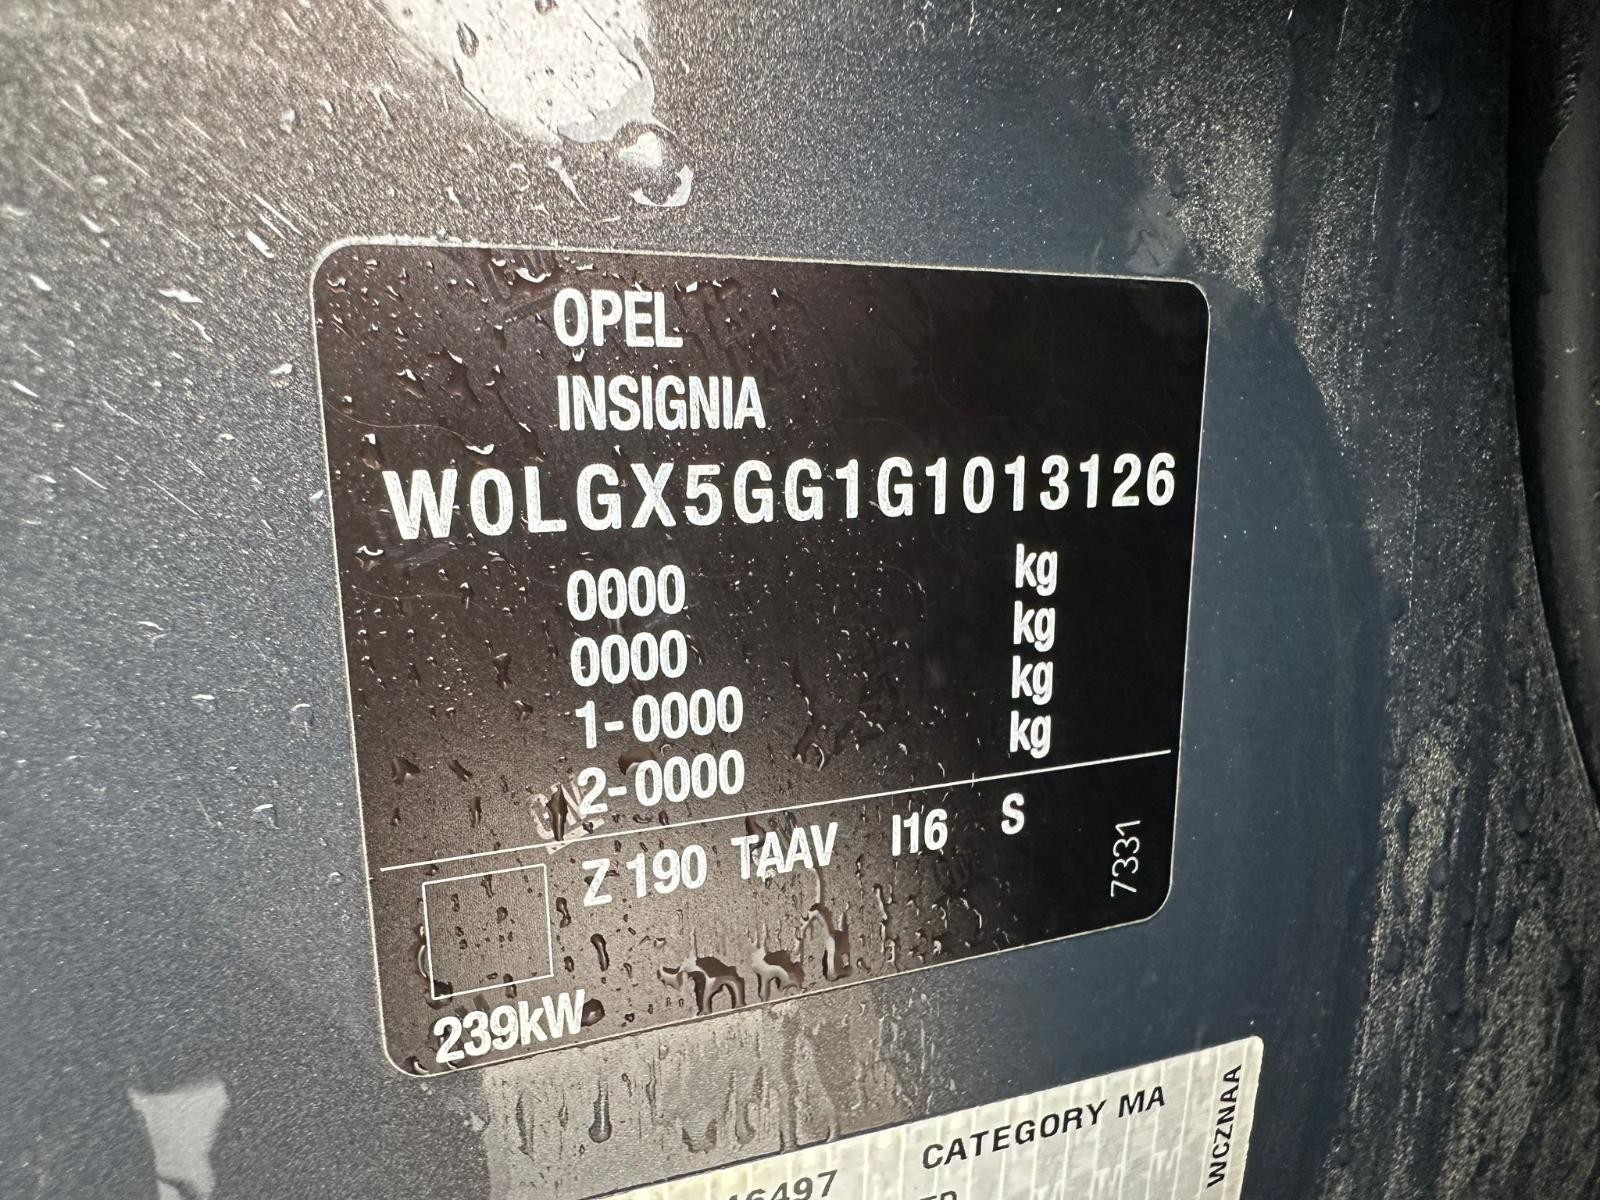 OPEL
INSIGNIA
W0LGX5GG1G1013126
0000 kg
0000 kg
1-0000 kg
2-0000 kg
Z 190 TAAV I16 S
7331
239kW
CATEGORY MA
WCZNAA
6497